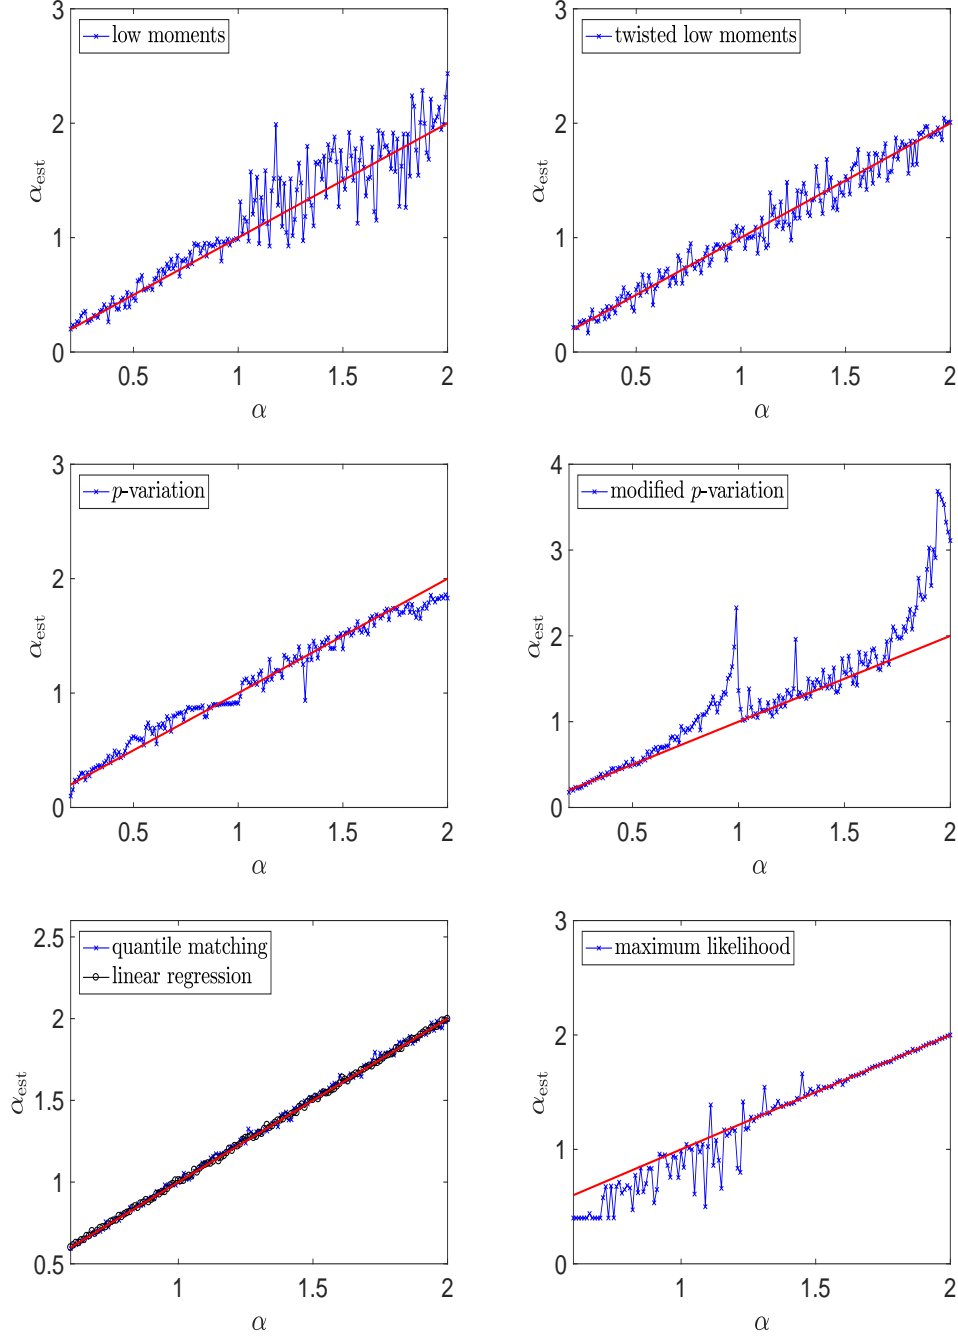 low moments
3
2
1
0
0.5
1
1.5
2
α
α_est
twisted low moments
3
2
1
0
0.5
1
1.5
2
α
α_est
p-variation
3
2
1
0
0.5
1
1.5
2
α
α_est
modified p-variation
4
3
2
1
0
0.5
1
1.5
2
α
α_est
quantile matching
linear regression
2.5
2
1.5
1
0.5
1
1.5
2
α
α_est
maximum likelihood
3
2
1
0
1
1.5
2
α
α_est